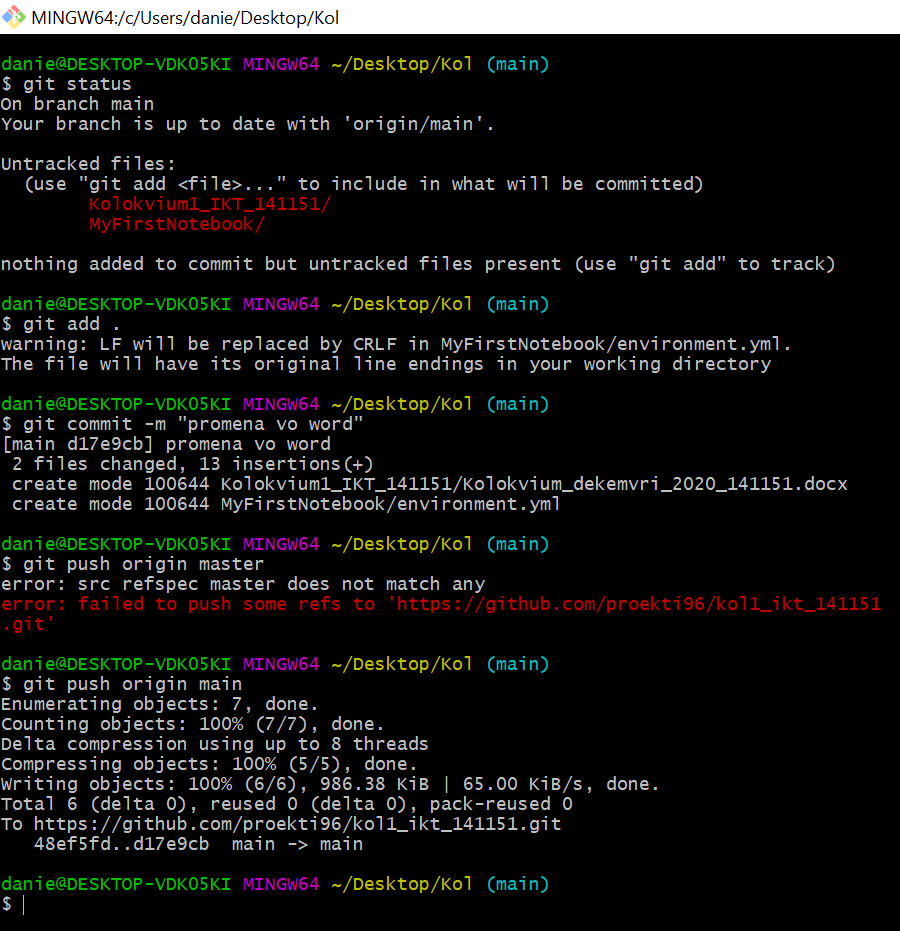 MINGW64:/c/Users/danie/Desktop/Kol
danie@DESKTOP-VDKO5KI MINGW64 ~/Desktop/Kol (main)
$ git status
On branch main
Your branch is up to date with 'origin/main'.
Untracked files:
  (use "git add <file>..." to include in what will be committed)
        Kolokvium1_IKT_141151/
        MyFirstNotebook/
nothing added to commit but untracked files present (use "git add" to track)
danie@DESKTOP-VDKO5KI MINGW64 ~/Desktop/Kol (main)
$ git add .
warning: LF will be replaced by CRLF in MyFirstNotebook/environment.yml.
The file will have its original line endings in your working directory
danie@DESKTOP-VDKO5KI MINGW64 ~/Desktop/Kol (main)
$ git commit -m "promena vo word"
[main d17e9cb] promena vo word
 2 files changed, 13 insertions(+)
 create mode 100644 Kolokvium1_IKT_141151/Kolokvium_dekemvri_2020_141151.docx
 create mode 100644 MyFirstNotebook/environment.yml
danie@DESKTOP-VDKO5KI MINGW64 ~/Desktop/Kol (main)
$ git push origin master
error: src refspec master does not match any
error: failed to push some refs to 'https://github.com/proekti96/kol1_ikt_141151
.git'
danie@DESKTOP-VDKO5KI MINGW64 ~/Desktop/Kol (main)
$ git push origin main
Enumerating objects: 7, done.
Counting objects: 100% (7/7), done.
Delta compression using up to 8 threads
Compressing objects: 100% (5/5), done.
Writing objects: 100% (6/6), 986.38 KiB | 65.00 KiB/s, done.
Total 6 (delta 0), reused 0 (delta 0), pack-reused 0
To https://github.com/proekti96/kol1_ikt_141151.git
   48ef5fd..d17e9cb  main -> main
danie@DESKTOP-VDKO5KI MINGW64 ~/Desktop/Kol (main)
$